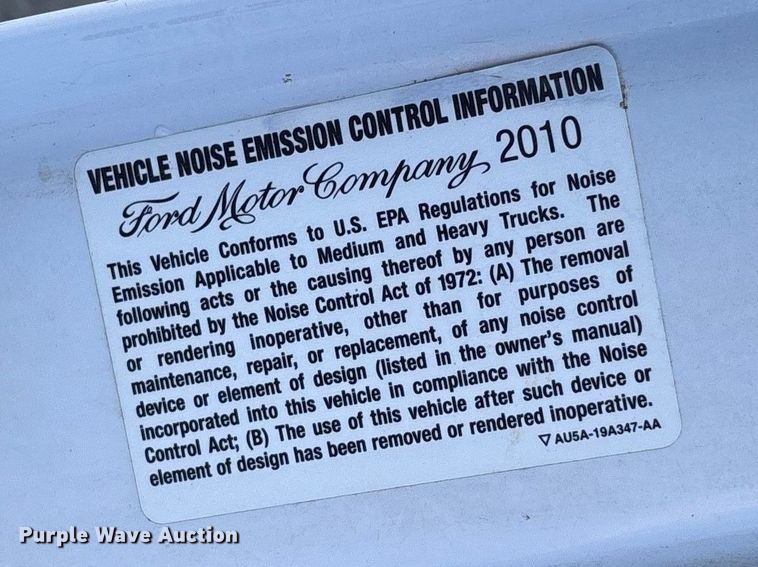 VEHICLE NOISE EMISSION CONTROL INFORMATION
Ford Motor Company 2010
This Vehicle Conforms to U.S. EPA Regulations for Noise
Emission Applicable to Medium and Heavy Trucks. The
following acts or the causing thereof by any person are
prohibited by the Noise Control Act of 1972: (A) The removal
or rendering inoperative, other than for purposes of
maintenance, repair, or replacement, of any noise control
device or element of design (listed in the owner's manual)
incorporated into this vehicle in compliance with the Noise
Control Act; (B) The use of this vehicle after such device or
element of design has been removed or rendered inoperative.
AU5A-19A347-AA
Purple Wave Auction